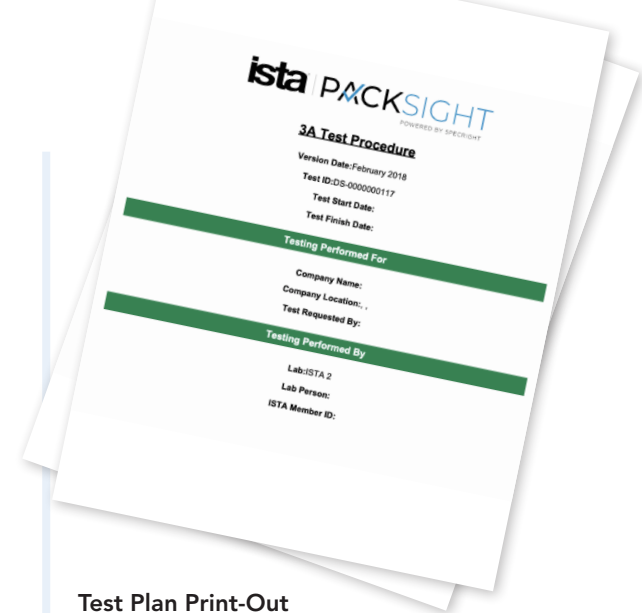 ista PACKSIGHT
POWERED BY SPECRIGHT
3A Test Procedure
Version Date:February 2018
Test ID:DS-0000000117
Test Start Date:
Test Finish Date:
Testing Performed For
Company Name:
Company Location:, ,
Test Requested By:
Testing Performed By
Lab:ISTA 2
Lab Person:
ISTA Member ID:
Test Plan Print-Out